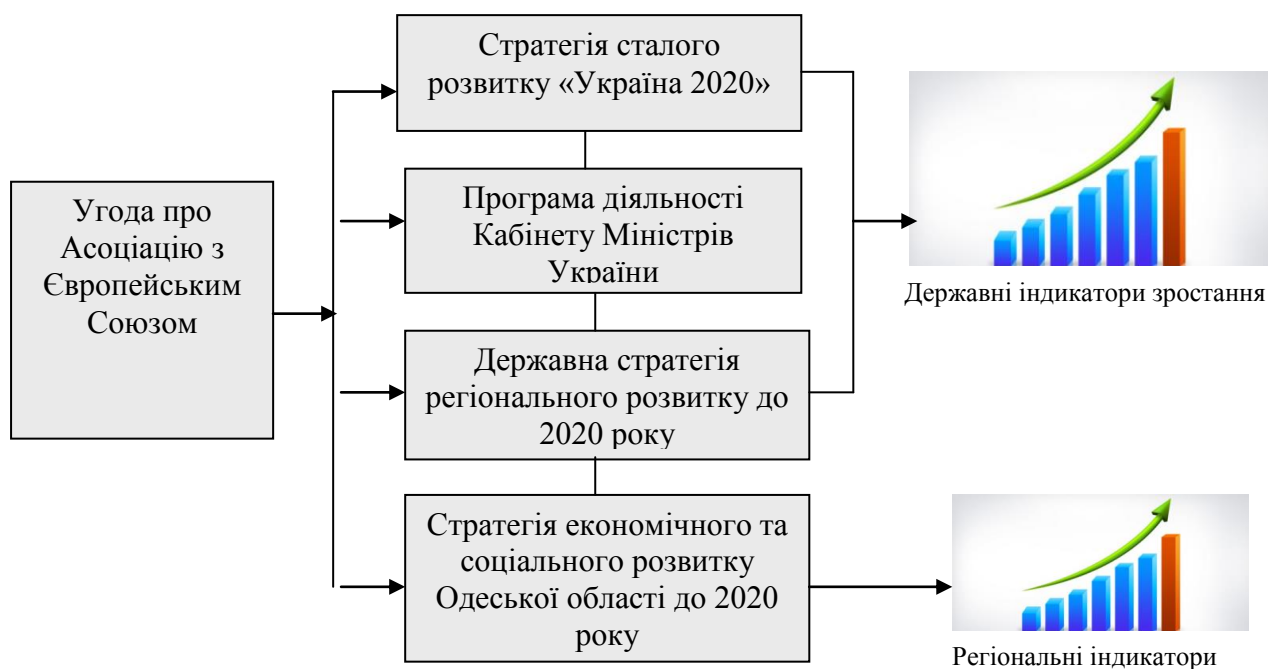 Угода про
Асоціацію з
Європейським
Союзом
Стратегія сталого
розвитку «Україна 2020»
Програма діяльності
Кабінету Міністрів
України
Державна стратегія
регіонального розвитку до
2020 року
Стратегія економічного та
соціального розвитку
Одеської області до 2020
року
Державні індикатори зростання
Регіональні індикатори